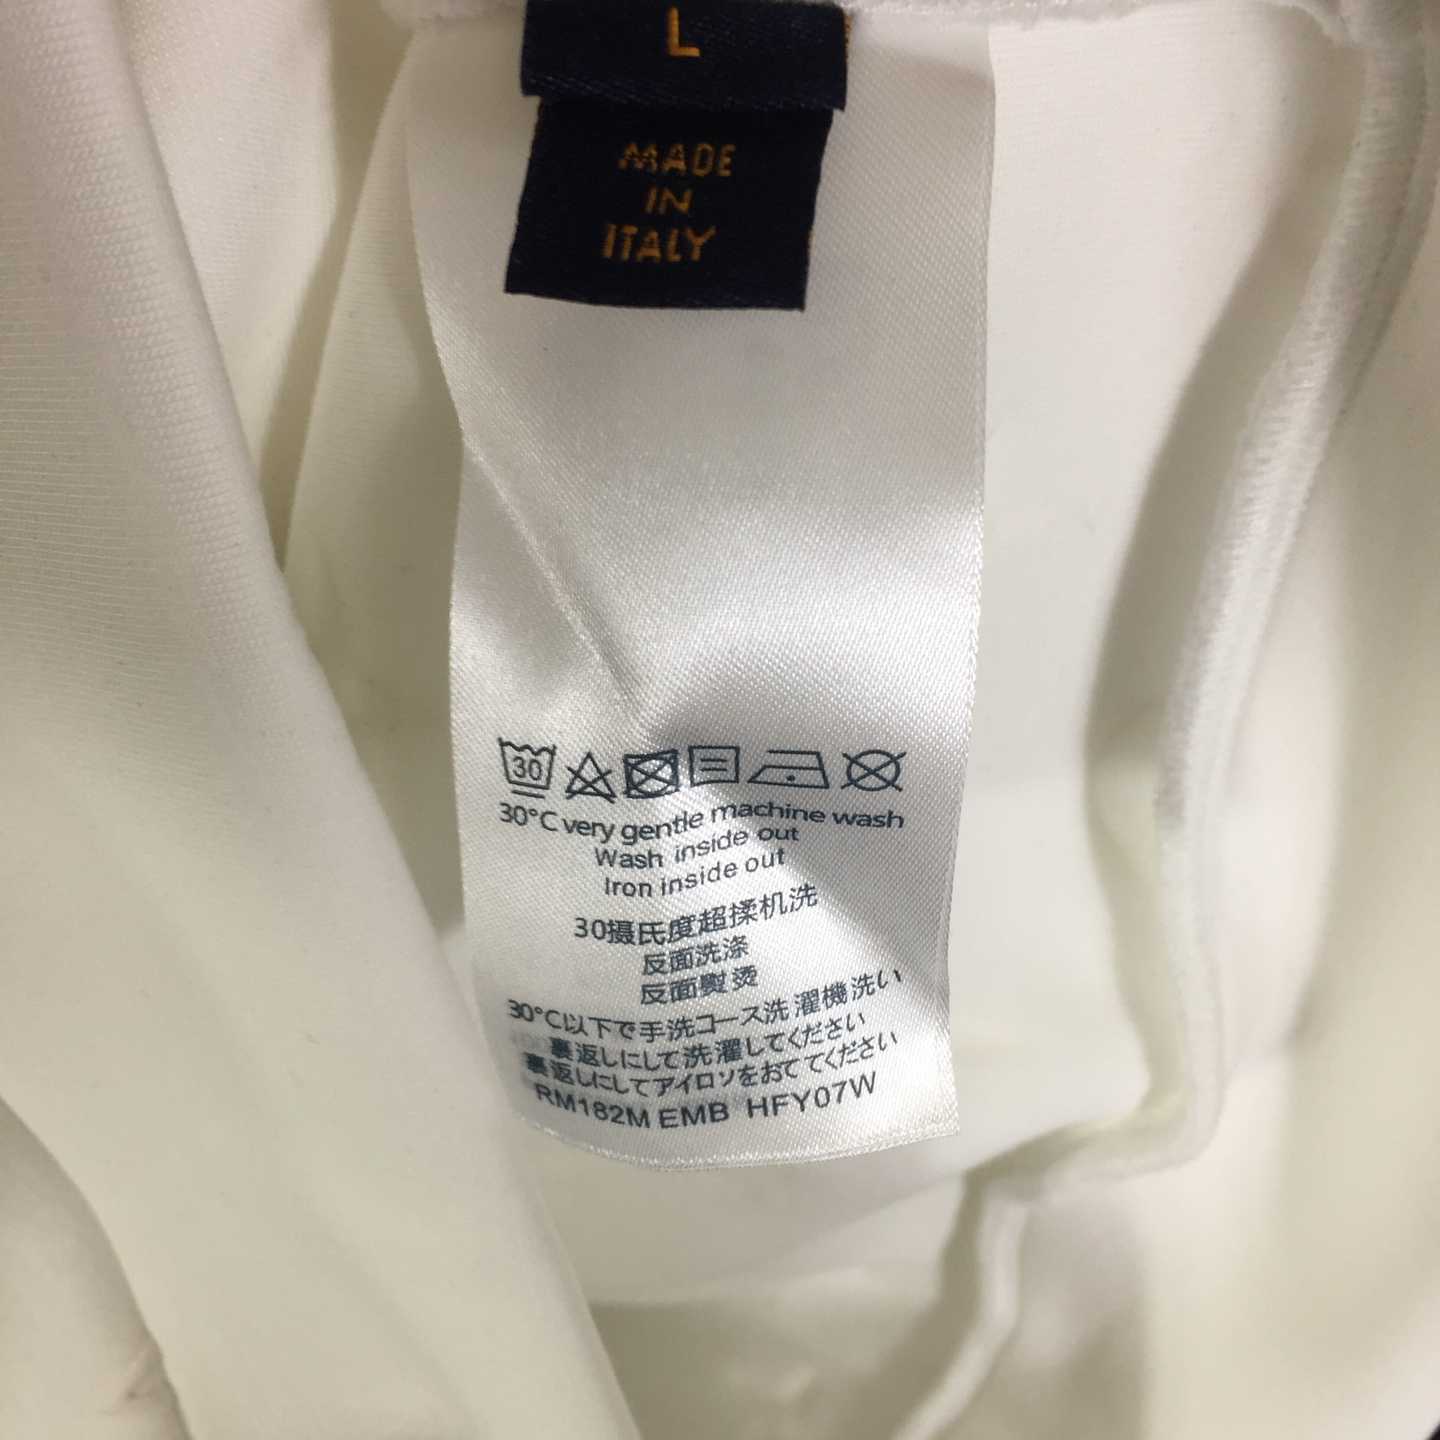 L
MADE
IN
ITALY
30
30°C very gentle machine wash
Wash inside out
Iron inside out
30摄氏度超揉机洗
反面洗涤
反面熨烫
30℃以下で手洗コース洗濯機洗い
裏返しにして洗濯してください
裏返しにしてアイロソをおててください
RM182M EMB HFY07W